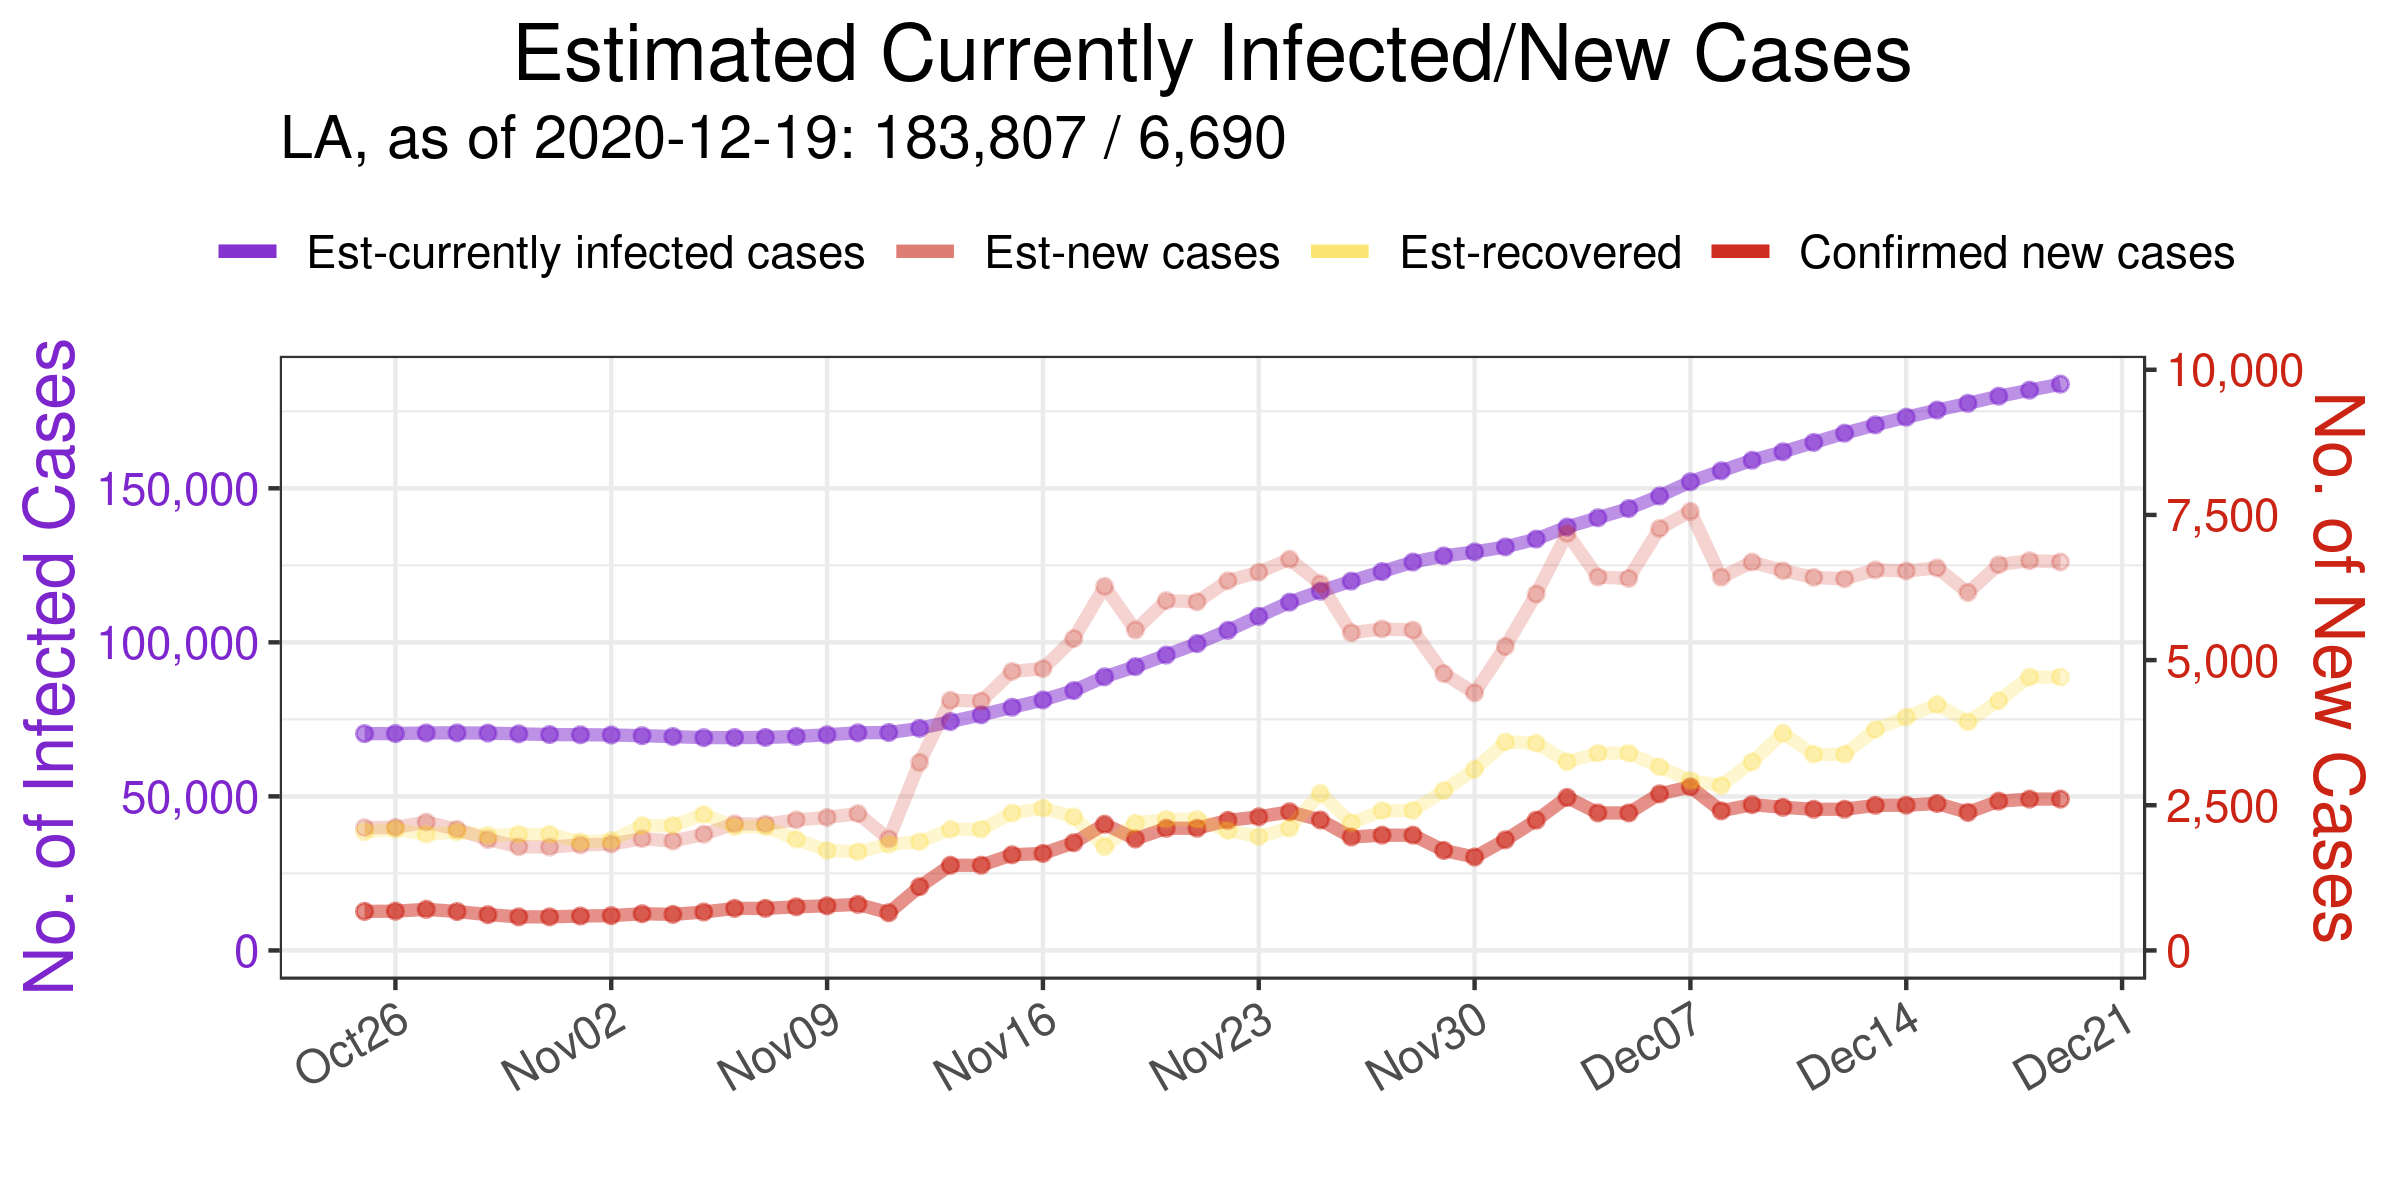 Estimated Currently Infected/New Cases
LA, as of 2020-12-19: 183,807 / 6,690
Est-currently infected cases Est-new cases Est-recovered Confirmed new cases
No. of Infected Cases
150,000
100,000
50,000
0
10,000
7,500
5,000
2,500
0
No. of New Cases
Oct26 Nov02 Nov09 Nov16 Nov23 Nov30 Dec07 Dec14 Dec21